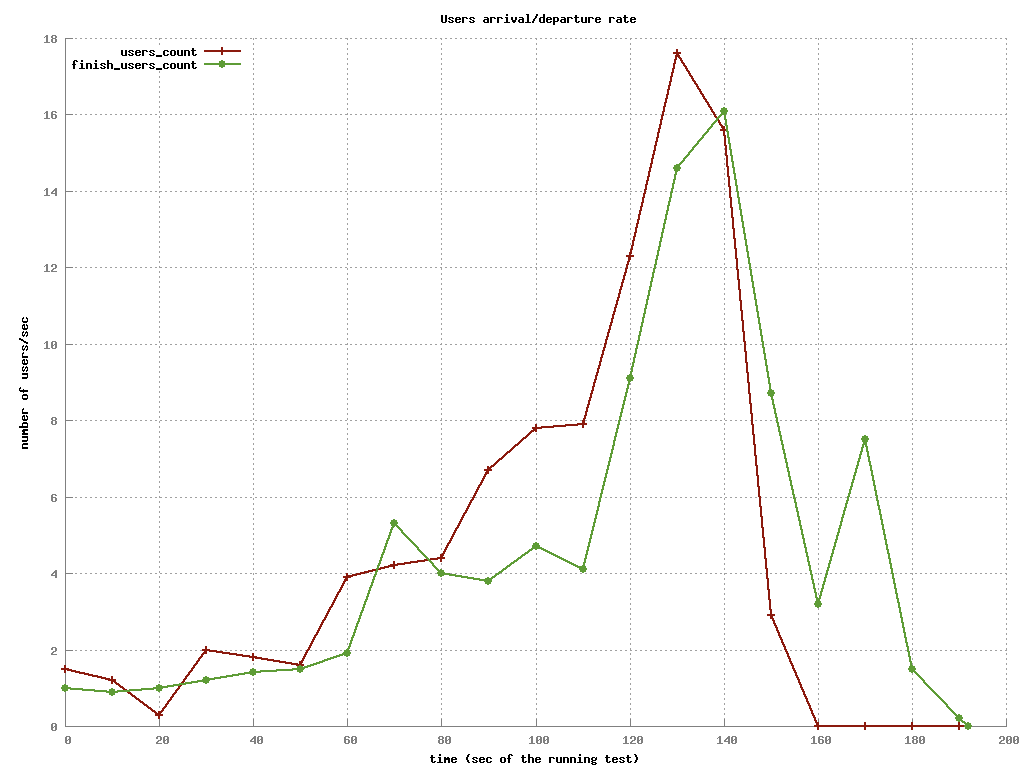 Users arrival/departure rate
users_count
finish_users_count
18
16
14
12
10
8
6
4
2
0
number of users/sec
0 20 40 60 80 100 120 140 160 180 200
time (sec of the running test)